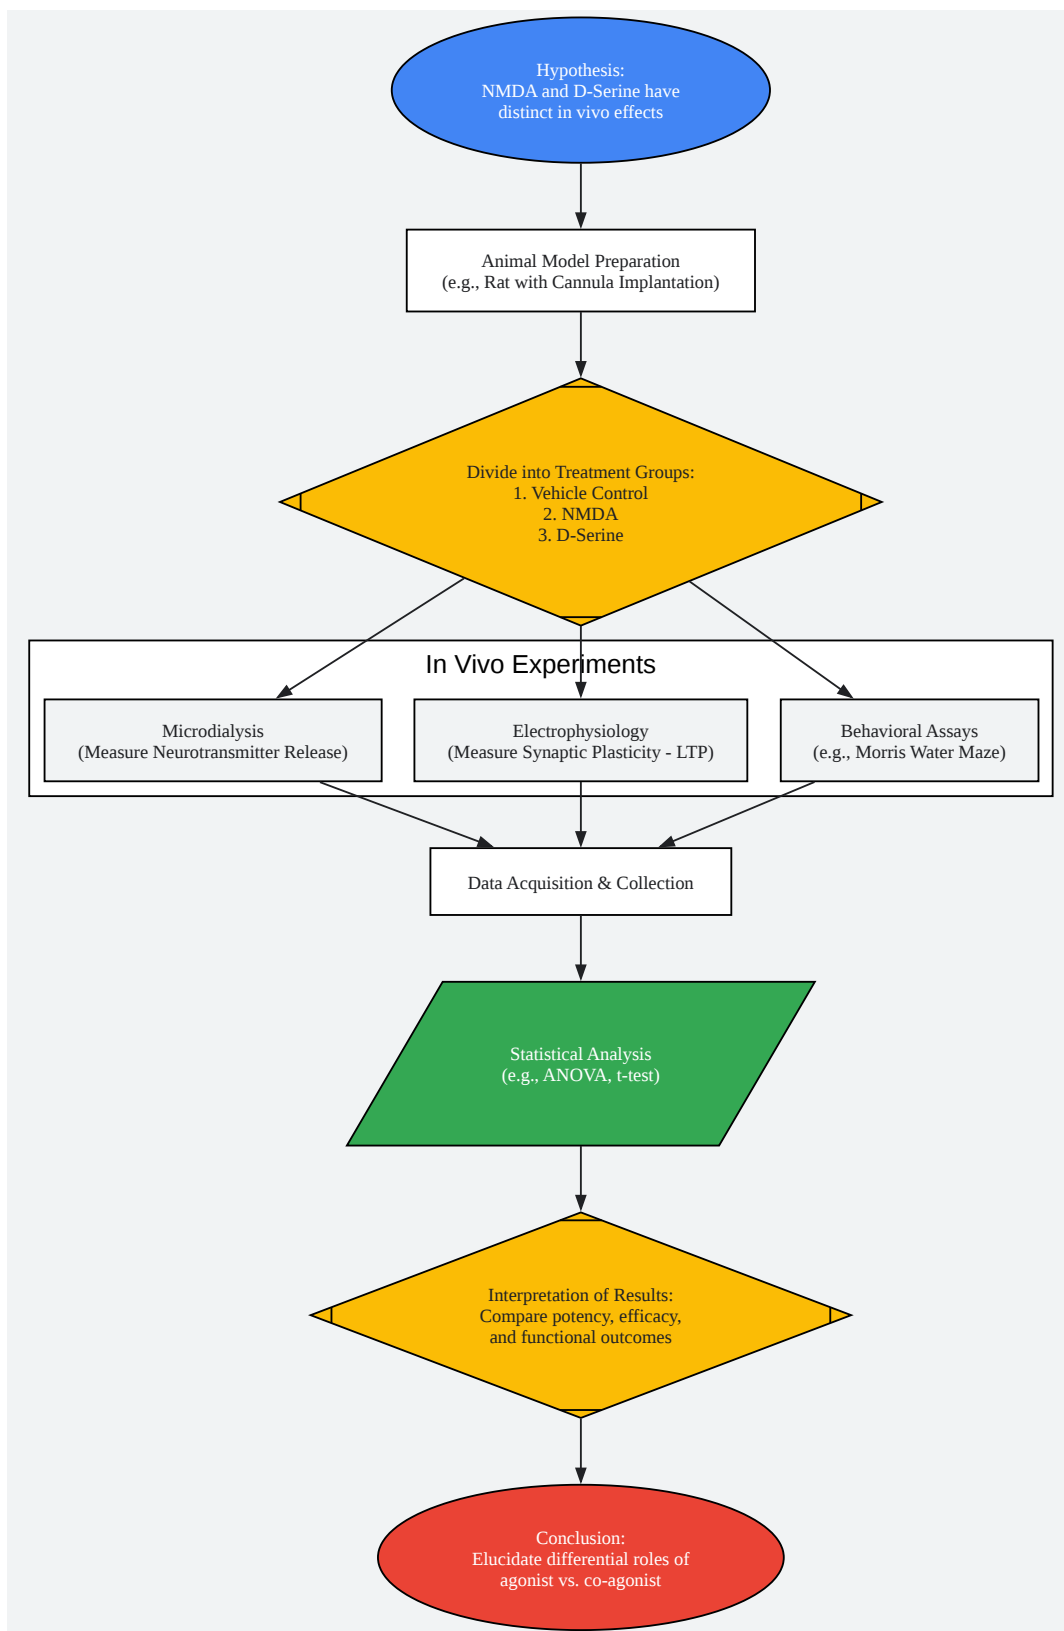 Hypothesis:
NMDA and D-Serine have
distinct in vivo effects
Animal Model Preparation
(e.g., Rat with Cannula Implantation)
Divide into Treatment Groups:
1. Vehicle Control
2. NMDA
3. D-Serine
In Vivo Experiments
Microdialysis
(Measure Neurotransmitter Release)
Electrophysiology
(Measure Synaptic Plasticity - LTP)
Behavioral Assays
(e.g., Morris Water Maze)
Data Acquisition & Collection
Statistical Analysis
(e.g., ANOVA, t-test)
Interpretation of Results:
Compare potency, efficacy,
and functional outcomes
Conclusion:
Elucidate differential roles of
agonist vs. co-agonist